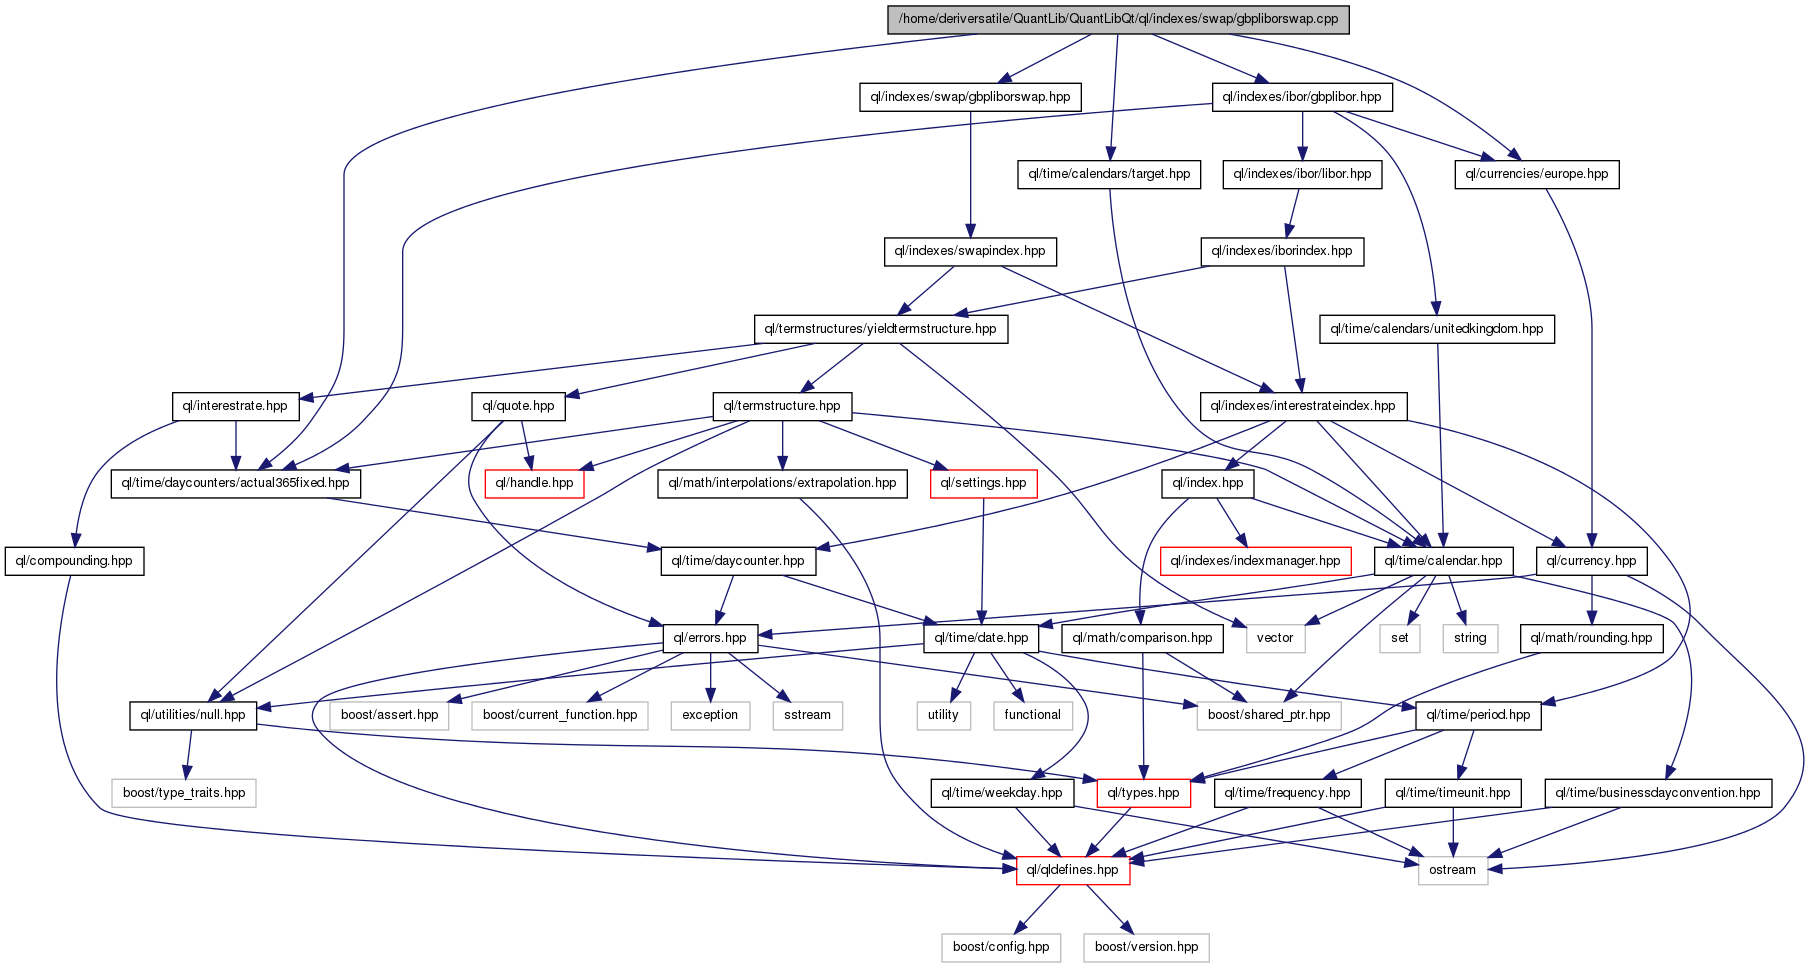 /home/deriversatile/QuantLib/QuantLibQt/ql/indexes/swap/gbpliborswap.cpp
ql/indexes/swap/gbpliborswap.hpp
ql/indexes/ibor/gbplibor.hpp
ql/time/calendars/target.hpp
ql/indexes/ibor/libor.hpp
ql/currencies/europe.hpp
ql/indexes/swapindex.hpp
ql/indexes/iborindex.hpp
ql/termstructures/yieldtermstructure.hpp
ql/time/calendars/unitedkingdom.hpp
ql/interestrate.hpp
ql/quote.hpp
ql/termstructure.hpp
ql/indexes/interestrateindex.hpp
ql/time/daycounters/actual365fixed.hpp
ql/handle.hpp
ql/math/interpolations/extrapolation.hpp
ql/settings.hpp
ql/index.hpp
ql/compounding.hpp
ql/time/daycounter.hpp
ql/indexes/indexmanager.hpp
ql/time/calendar.hpp
ql/currency.hpp
ql/errors.hpp
ql/time/date.hpp
ql/math/comparison.hpp
vector
set
string
ql/math/rounding.hpp
ql/utilities/null.hpp
boost/assert.hpp
boost/current_function.hpp
exception
sstream
utility
functional
boost/shared_ptr.hpp
ql/time/period.hpp
boost/type_traits.hpp
ql/time/weekday.hpp
ql/types.hpp
ql/time/frequency.hpp
ql/time/timeunit.hpp
ql/time/businessdayconvention.hpp
ql/qldefines.hpp
ostream
boost/config.hpp
boost/version.hpp